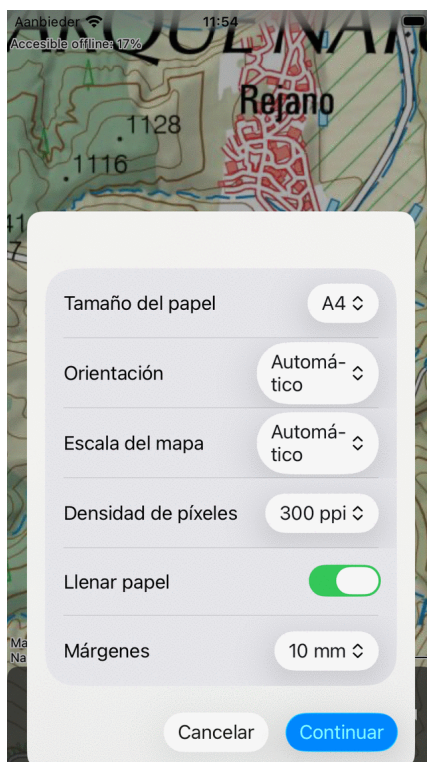 Aanbieder 11:54
Accesible offline: 17%
Rejano
1128
1116
Tamaño del papel A4
Orientación Automá-
tico
Escala del mapa Automá-
tico
Densidad de píxeles 300 ppi
Llenar papel
Márgenes 10 mm
Cancelar Continuar